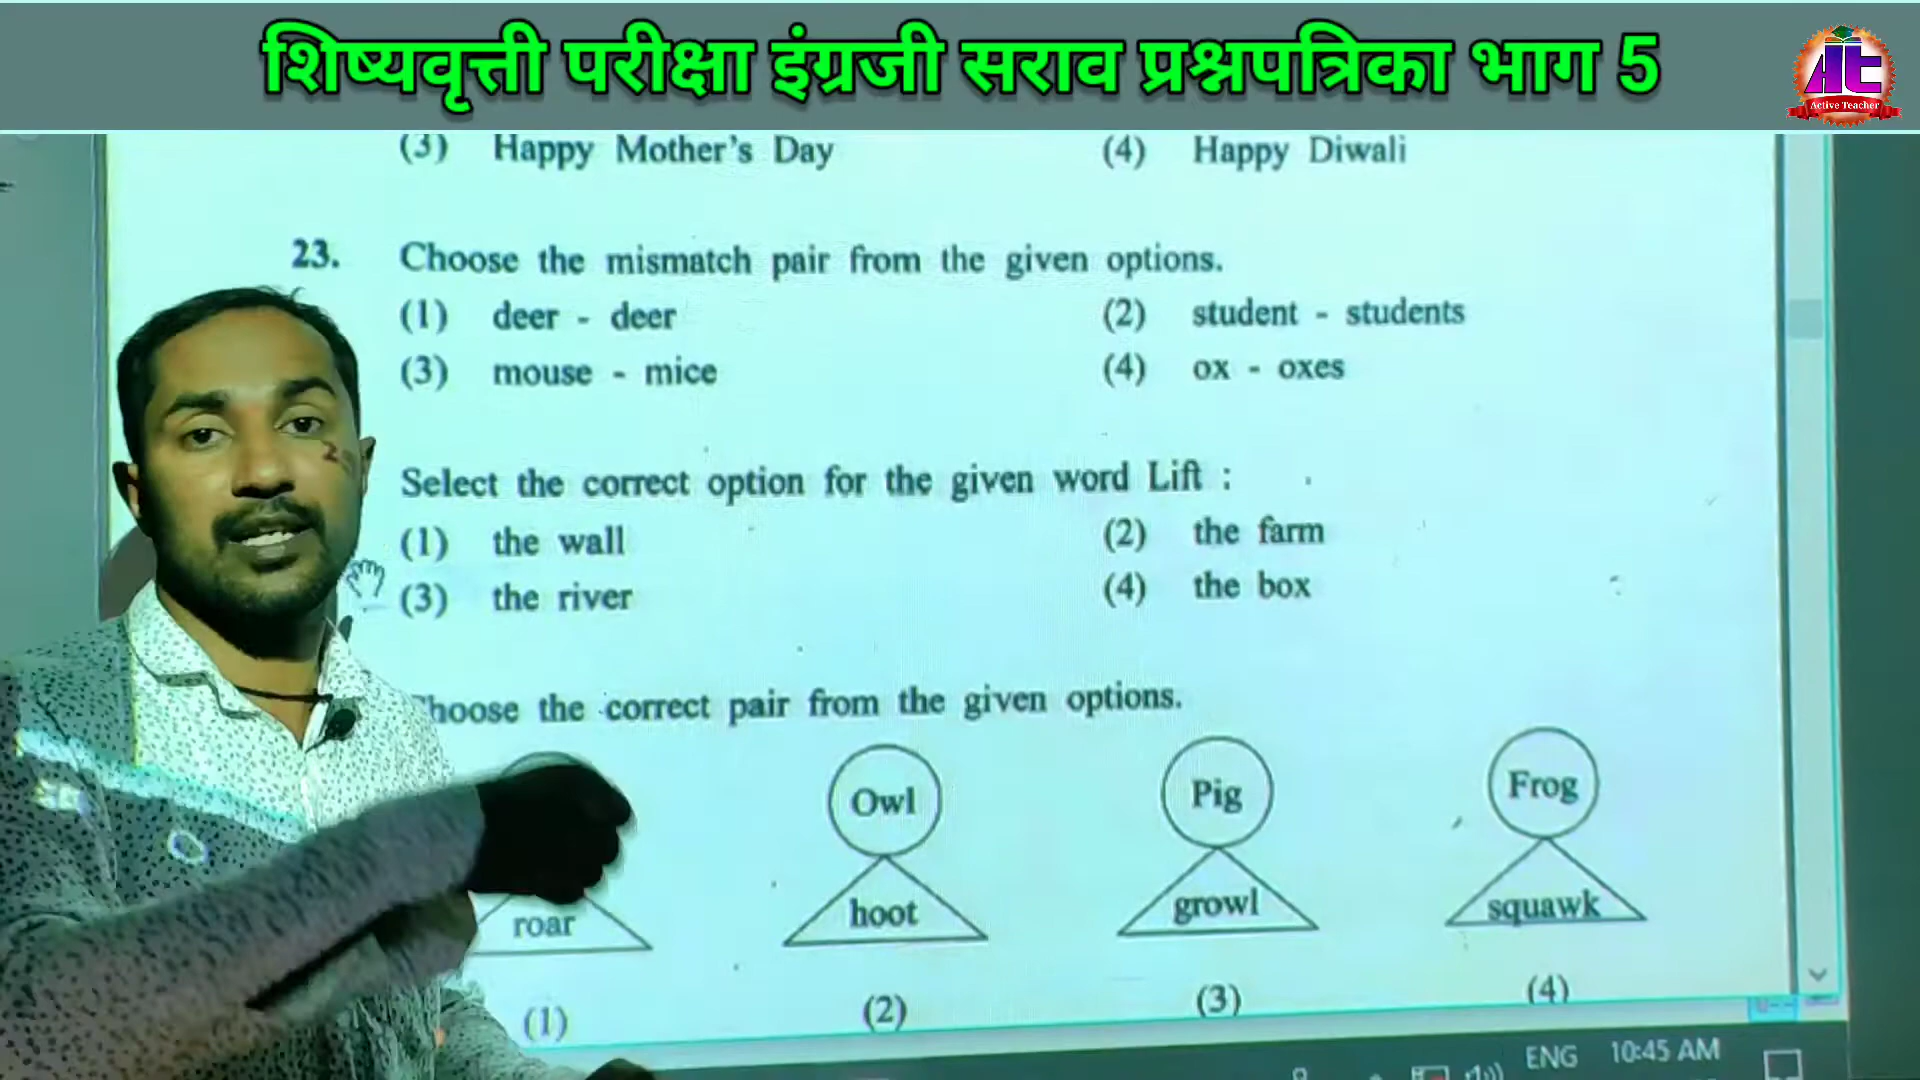 शिष्यवृत्ती परीक्षा इंग्रजी सराव प्रश्नपत्रिका भाग 5
Active Teacher
(3) Happy Mother's Day (4) Happy Diwali
23. Choose the mismatch pair from the given options.
(1) deer - deer (2) student - students
(3) mouse - mice (4) ox - oxes
Select the correct option for the given word Lift :
(1) the wall (2) the farm
(3) the river (4) the box
hoose the correct pair from the given options.
Owl Pig Frog
roar hoot growl squawk
(1) (2) (3) (4)
ENG 10:45 AM